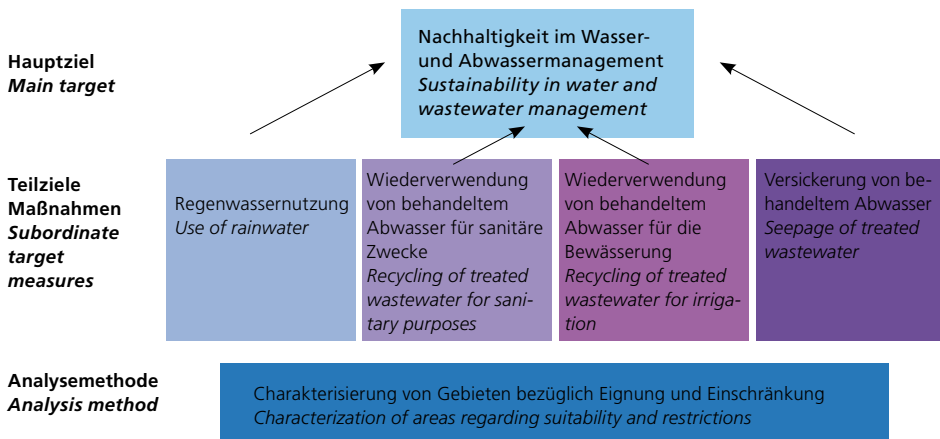 Hauptziel
Main target
Nachhaltigkeit im Wasser-
und Abwassermanagement
Sustainability in water and
wastewater management
Teilziele
Maßnahmen
Subordinate
target
measures
Regenwassernutzung
Use of rainwater
Wiederverwendung
von behandeltem
Abwasser für sanitäre
Zwecke
Recycling of treated
wastewater for sani-
tary purposes
Wiederverwendung
von behandeltem
Abwasser für die
Bewässerung
Recycling of treated
wastewater for irriga-
tion
Versickerung von be-
handeltem Abwasser
Seepage of treated
wastewater
Analysemethode
Analysis method
Charakterisierung von Gebieten bezüglich Eignung und Einschränkung
Characterization of areas regarding suitability and restrictions